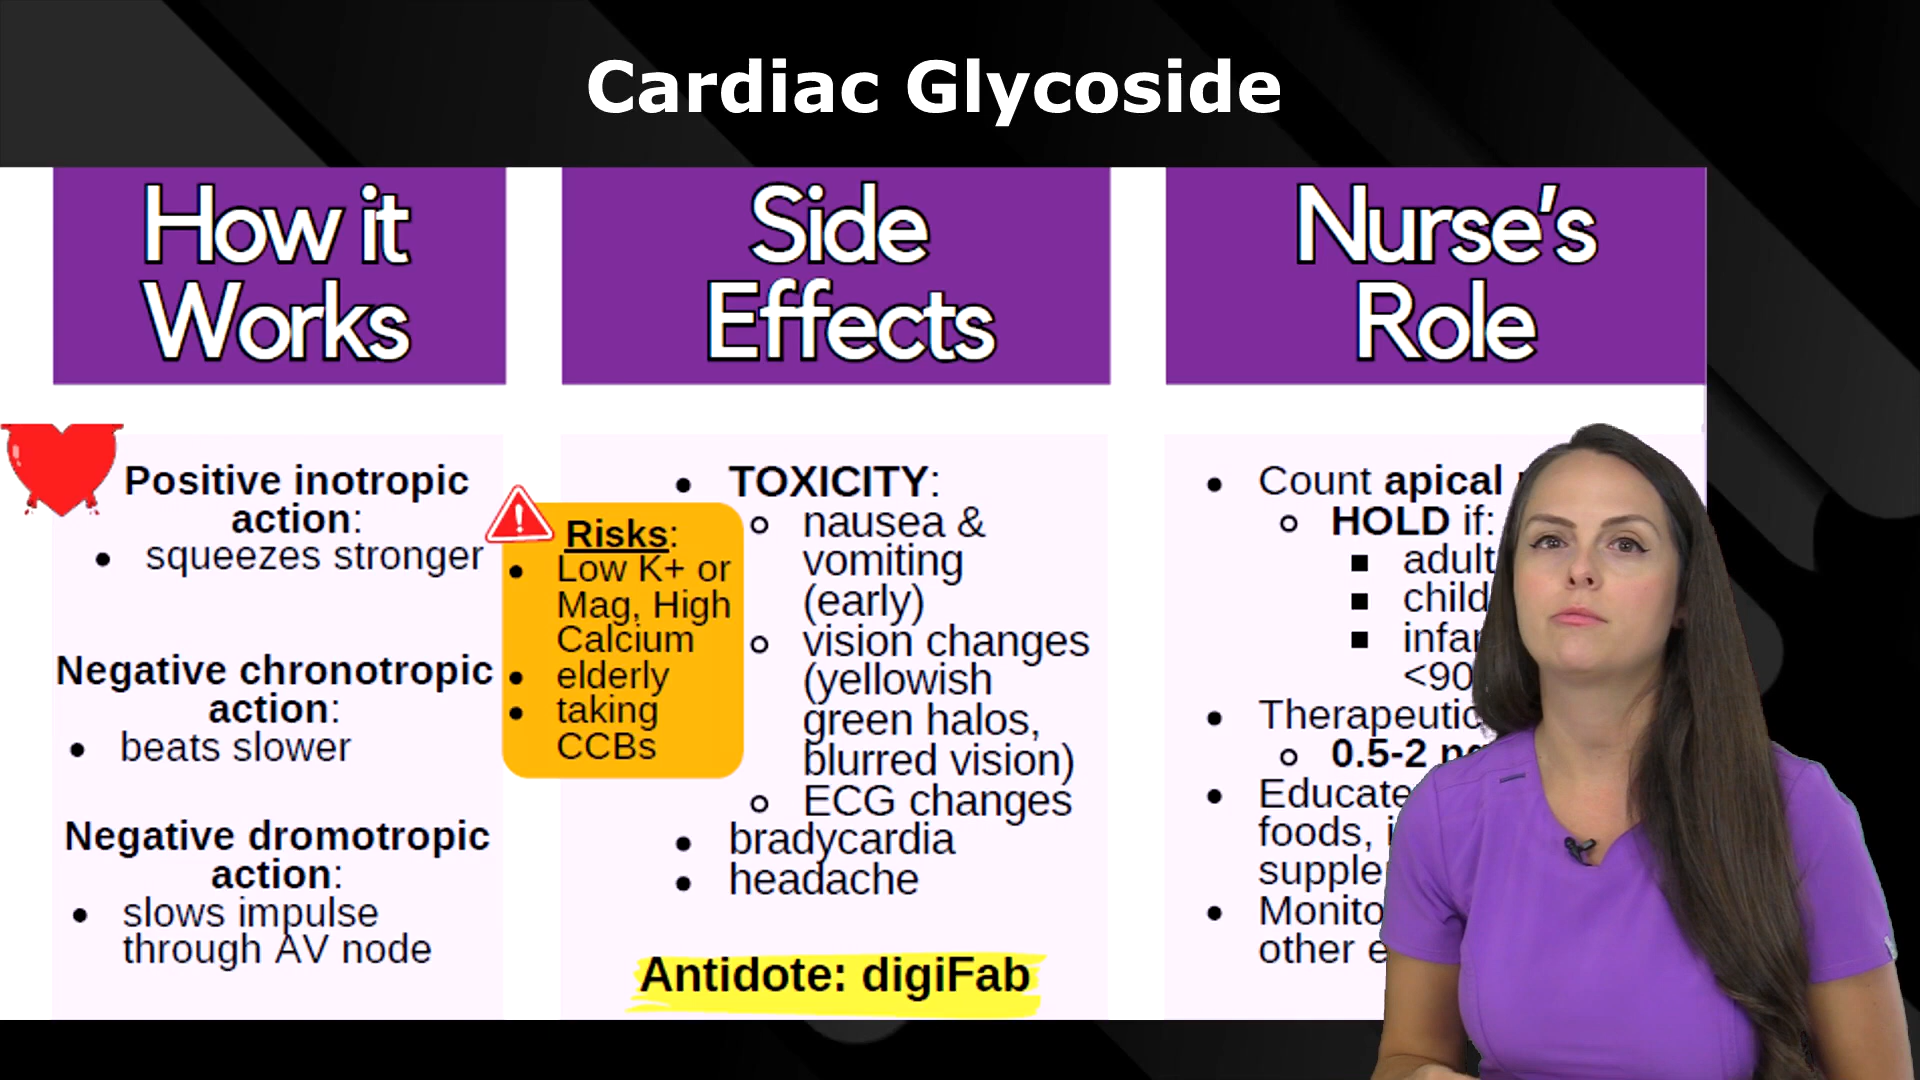 Cardiac Glycoside
How it
Works
Positive inotropic
action:
squeezes stronger
Negative chronotropic
action:
beats slower
Negative dromotropic
action:
slows impulse
through AV node
Side
Effects
Risks:
Low K+ or
Mag, High
Calcium
elderly
taking
CCBs
TOXICITY:
nausea &
vomiting
(early)
vision changes
(yellowish
green halos,
blurred vision)
ECG changes
bradycardia
headache
Antidote: digiFab
Nurse's
Role
Count apical
HOLD if:
adult
child
<90
0.5-2
Educate
foods,
other